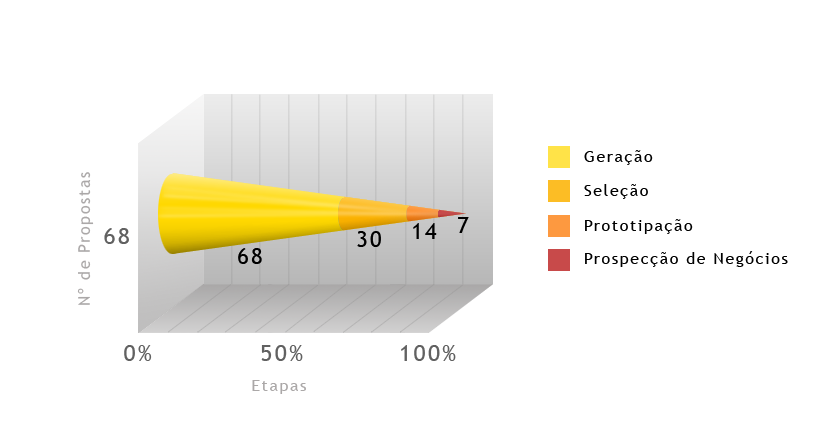 Nº de Propostas
68
68
30
14
7
0%
50%
100%
Etapas
Geração
Seleção
Prototipação
Prospecção de Negócios